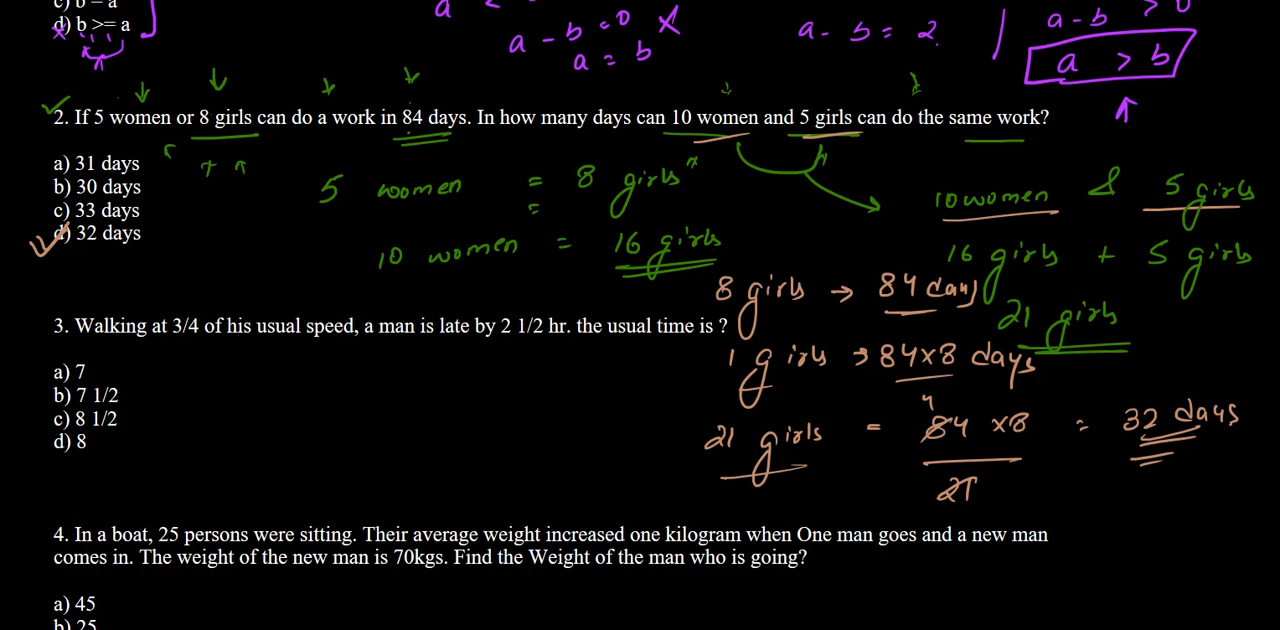 c) b = a
d) b >= a
a
a - b = 0 X
a = b
a - b = 2
a - b > 0
a > b
2. If 5 women or 8 girls can do a work in 84 days. In how many days can 10 women and 5 girls can do the same work?
a) 31 days
b) 30 days
c) 33 days
d) 32 days
5 women = 8 girls
=
10 women = 16 girls
10 women & 5 girls
16 girls + 5 girls
21 girls
8 girls → 84 days
1 girls → 84×8 days
21 girls = 84 ×8 = 32 days
4
21
3. Walking at 3/4 of his usual speed, a man is late by 2 1/2 hr. the usual time is ?
a) 7
b) 7 1/2
c) 8 1/2
d) 8
4. In a boat, 25 persons were sitting. Their average weight increased one kilogram when One man goes and a new man
comes in. The weight of the new man is 70kgs. Find the Weight of the man who is going?
a) 45
b) 25